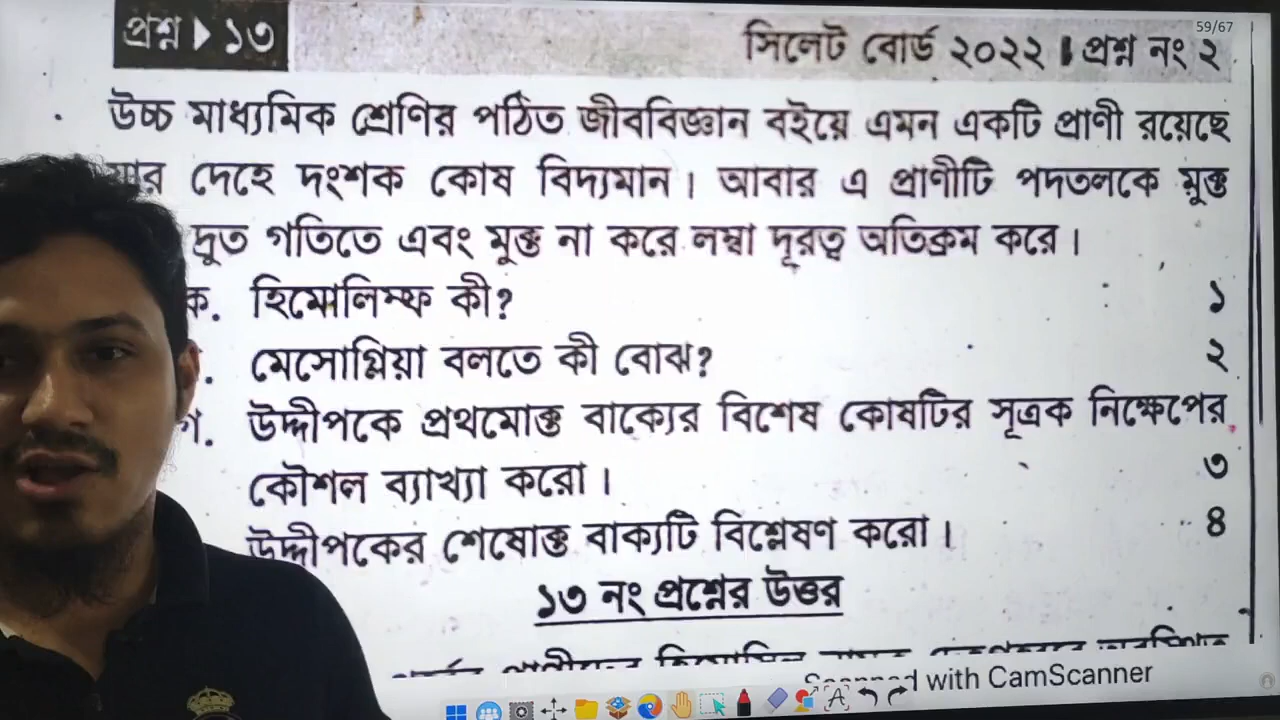 59/67
প্রশ্ন ▶ ১৩
সিলেট বোর্ড ২০২২ ▮ প্রশ্ন নং ২
উচ্চ মাধ্যমিক শ্রেণির পঠিত জীববিজ্ঞান বইয়ে এমন একটি প্রাণী রয়েছে
যার দেহে দংশক কোষ বিদ্যমান। আবার এ প্রাণীটি পদতলকে মুক্ত
দ্রুত গতিতে এবং মুক্ত না করে লম্বা দূরত্ব অতিক্রম করে।
ক. হিমোলিম্ফ কী? ১
. মেসোগ্লিয়া বলতে কী বোঝ? ২
গ. উদ্দীপকে প্রথমোক্ত বাক্যের বিশেষ কোষটির সূত্রক নিক্ষেপের
কৌশল ব্যাখ্যা করো। ৩
উদ্দীপকের শেষোক্ত বাক্যটি বিশ্লেষণ করো। ৪
১৩ নং প্রশ্নের উত্তর
with CamScanner